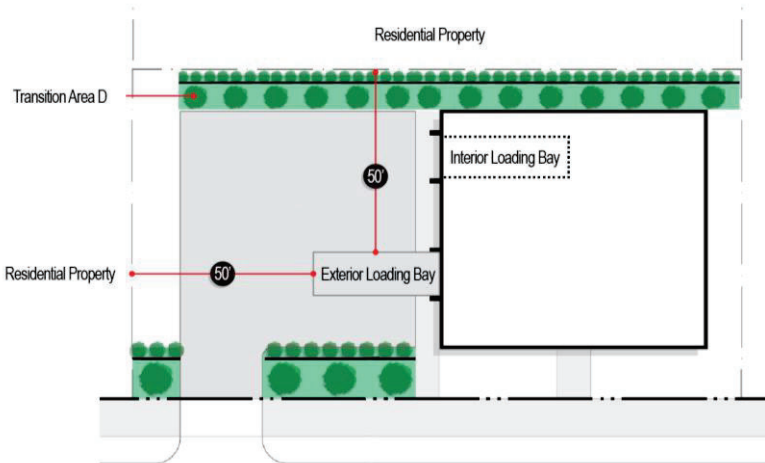 Residential Property
Transition Area D
Interior Loading Bay
50'
Residential Property
50'
Exterior Loading Bay